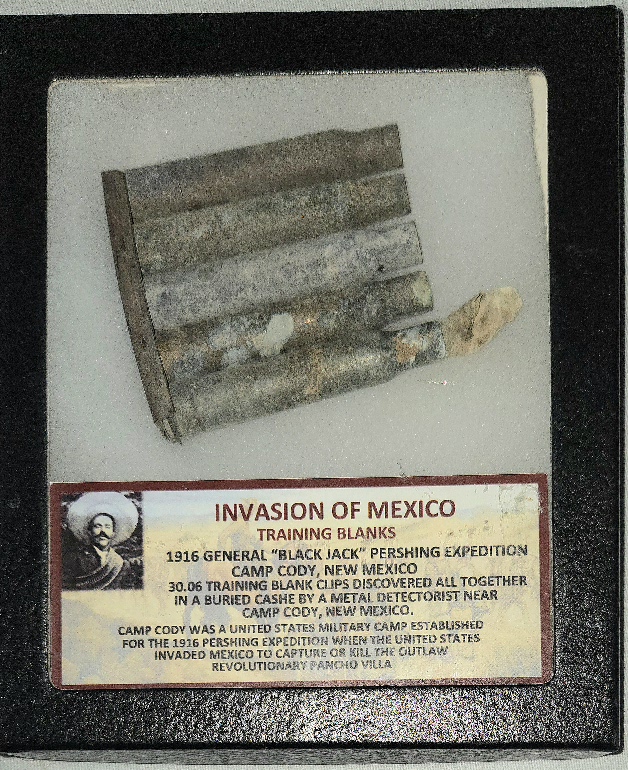 INVASION OF MEXICO
TRAINING BLANKS
1916 GENERAL "BLACK JACK" PERSHING EXPEDITION
CAMP CODY, NEW MEXICO
30.06 TRAINING BLANK CLIPS DISCOVERED ALL TOGETHER
IN A BURIED CASHE BY A METAL DETECTORIST NEAR
CAMP CODY, NEW MEXICO.
CAMP CODY WAS A UNITED STATES MILITARY CAMP ESTABLISHED
FOR THE 1916 PERSHING EXPEDITION WHEN THE UNITED STATES
INVADED MEXICO TO CAPTURE OR KILL THE OUTLAW
REVOLUTIONARY PANCHO VILLA